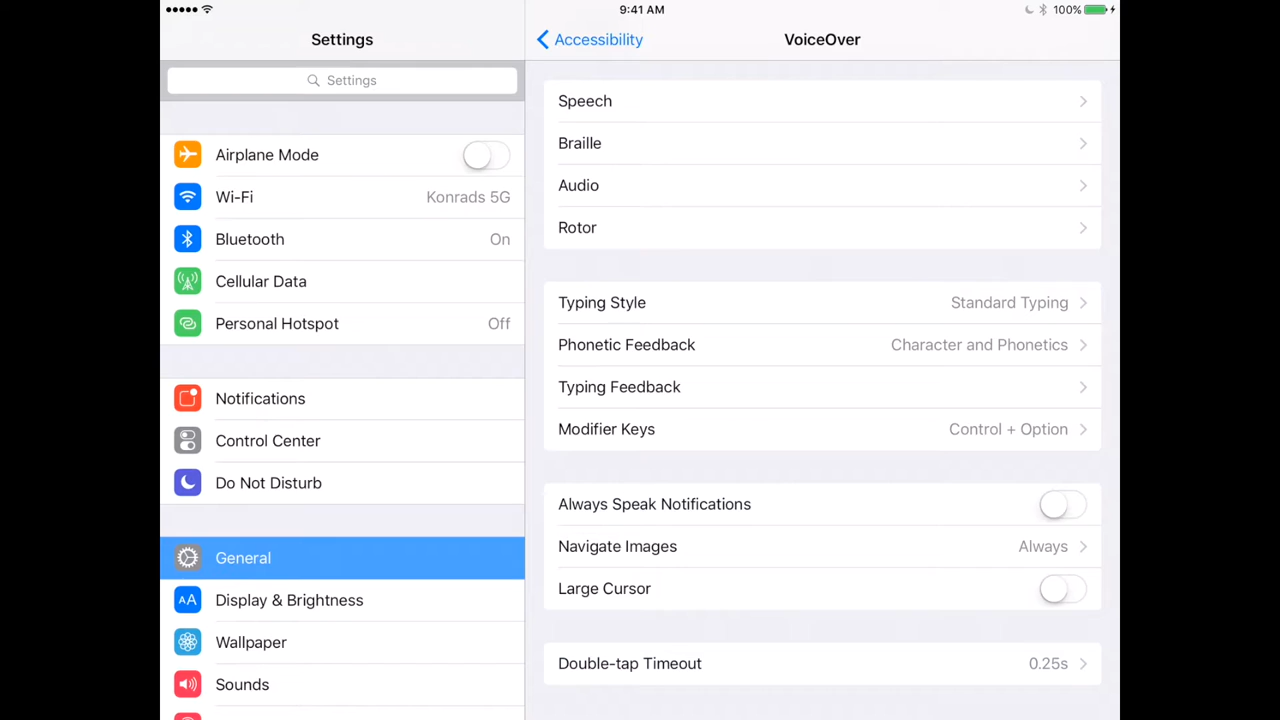 9:41 AM
100%
Settings
Settings
Airplane Mode
Wi-Fi Konrads 5G
Bluetooth On
Cellular Data
Personal Hotspot Off
Notifications
Control Center
Do Not Disturb
General
AA Display & Brightness
Wallpaper
Sounds
Accessibility VoiceOver
Speech
Braille
Audio
Rotor
Typing Style Standard Typing
Phonetic Feedback Character and Phonetics
Typing Feedback
Modifier Keys Control + Option
Always Speak Notifications
Navigate Images Always
Large Cursor
Double-tap Timeout 0.25s